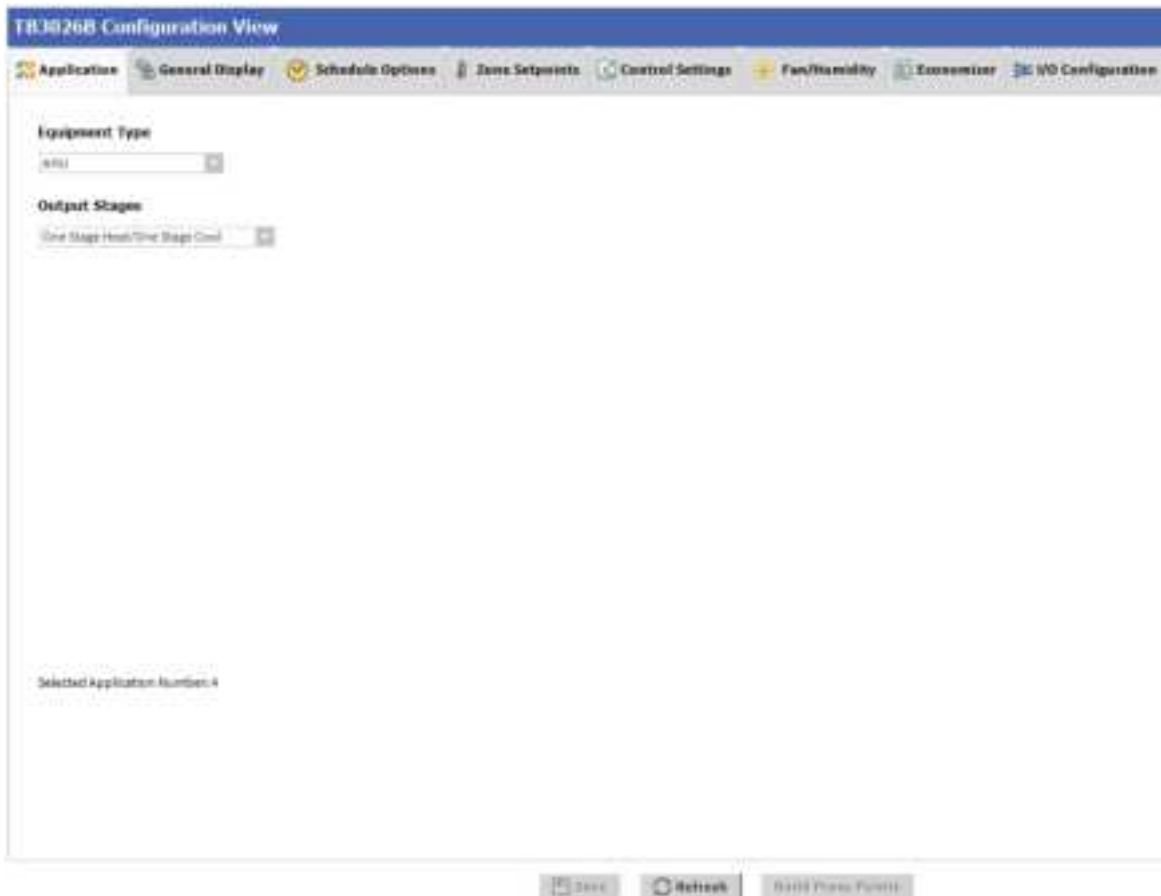 TB3026B Configuration View
Application General Display Schedule Options Zone Setpoints Control Settings Fan/Humidity Economizer I/O Configuration
Equipment Type
Output Stages
One Stage Heat/One Stage Cool
Selected Application Number: 4
Save Refresh